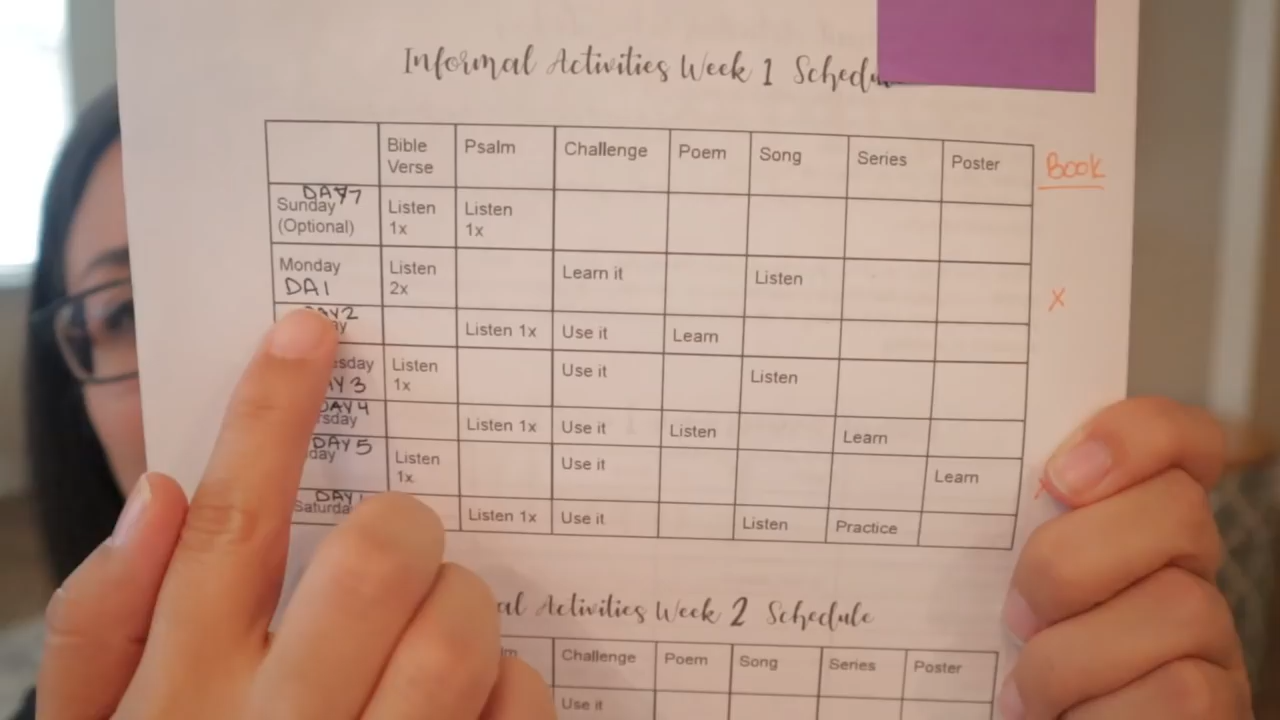 Informal Activities Week 1
Bible Verse Psalm Challenge Poem Song Series Poster Book
DAY7
Sunday (Optional) Listen 1x Listen 1x
Monday Listen 2x Learn it Listen
DA1 X
DAY2
Listen 1x Use it Learn
Listen 1x Use it Listen
3
DAY4
Listen 1x Use it Listen Learn
DAY5
Listen 1x Use it Learn
Listen 1x Use it Listen Practice
Activities Week 2 Schedule
Challenge Poem Song Series Poster
Use it